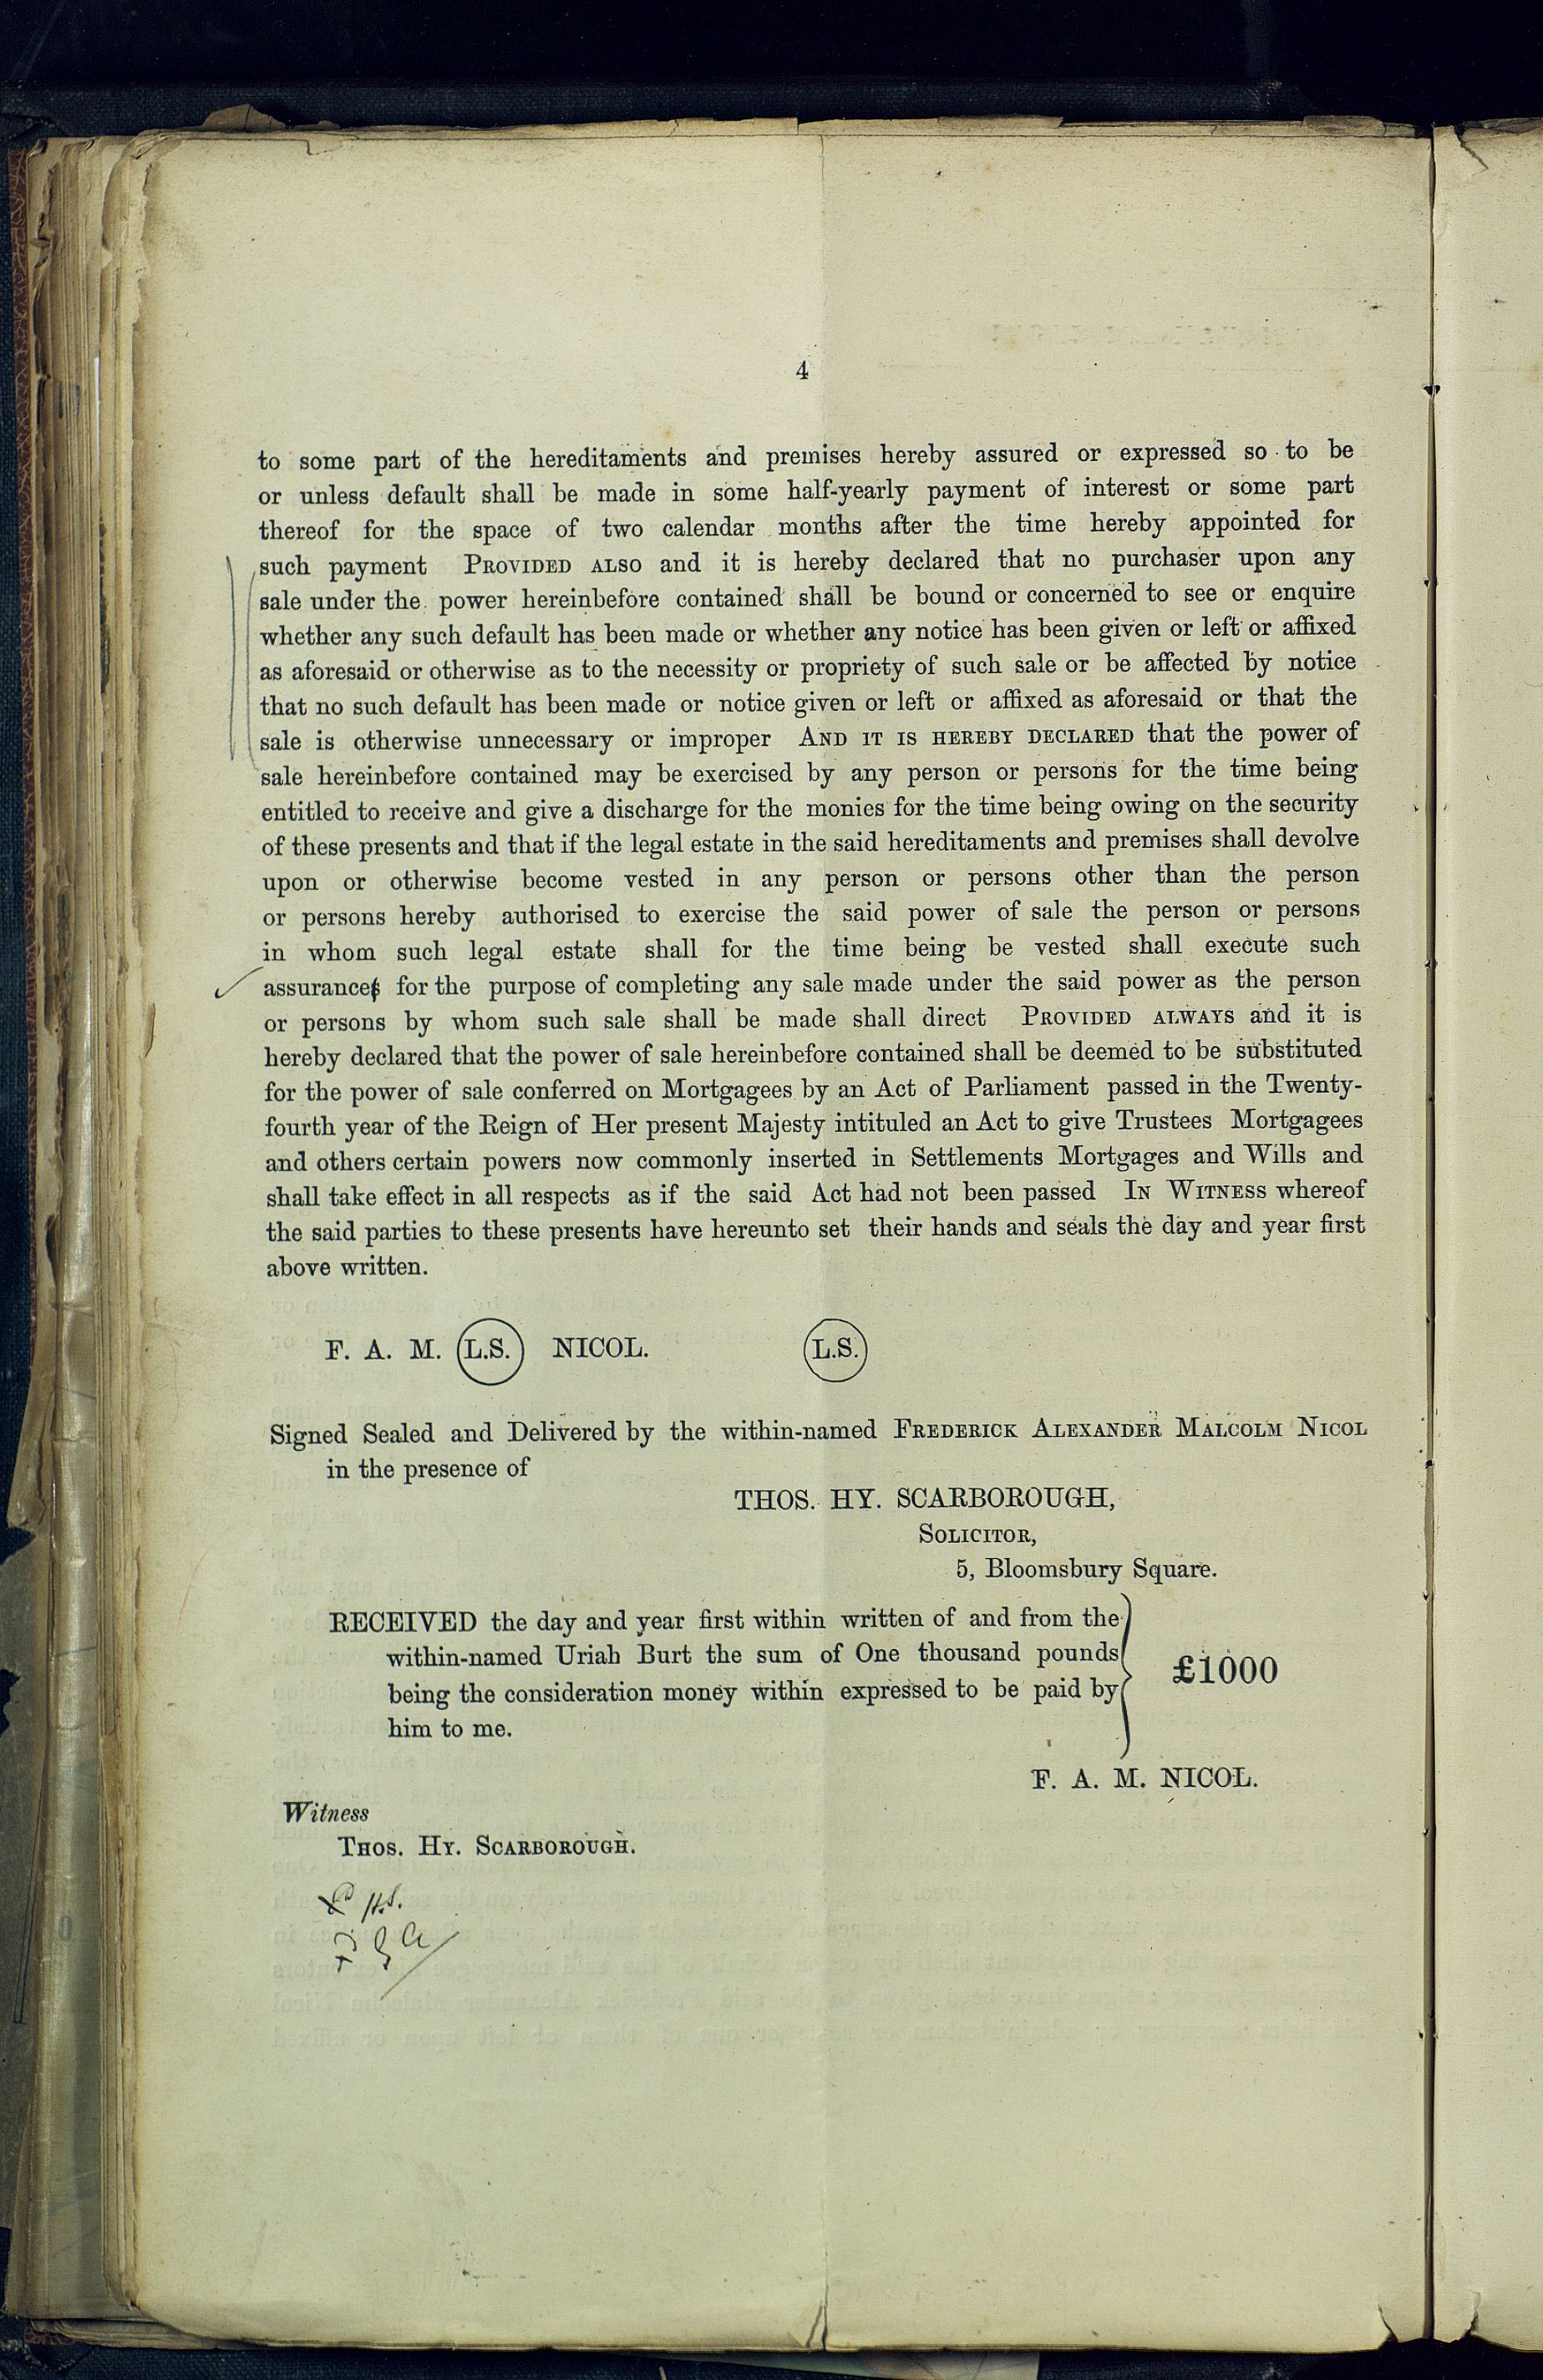 4
to some part of the hereditaments and premises hereby assured or expressed so to be
or unless default shall be made in some half-yearly payment of interest or some part
thereof for the space of two calendar months after the time hereby appointed for
such payment PROVIDED ALSO and it is hereby declared that no purchaser upon any
sale under the power hereinbefore contained shall be bound or concerned to see or enquire
whether any such default has been made or whether any notice has been given or left or affixed
as aforesaid or otherwise as to the necessity or propriety of such sale or be affected by notice
that no such default has been made or notice given or left or affixed as aforesaid or that the
sale is otherwise unnecessary or improper AND IT IS HEREBY DECLARED that the power of
sale hereinbefore contained may be exercised by any person or persons for the time being
entitled to receive and give a discharge for the monies for the time being owing on the security
of these presents and that if the legal estate in the said hereditaments and premises shall devolve
upon or otherwise become vested in any person or persons other than the person
or persons hereby authorised to exercise the said power of sale the person or persons
in whom such legal estate shall for the time being be vested shall execute such
assurances for the purpose of completing any sale made under the said power as the person
or persons by whom such sale shall be made shall direct PROVIDED ALWAYS and it is
hereby declared that the power of sale hereinbefore contained shall be deemed to be substituted
for the power of sale conferred on Mortgagees by an Act of Parliament passed in the Twenty-
fourth year of the Reign of Her present Majesty intituled an Act to give Trustees Mortgagees
and others certain powers now commonly inserted in Settlements Mortgages and Wills and
shall take effect in all respects as if the said Act had not been passed IN WITNESS whereof
the said parties to these presents have hereunto set their hands and seals the day and year first
above written.
F. A. M. L.S. NICOL. L.S.
Signed Sealed and Delivered by the within-named FREDERICK ALEXANDER MALCOLM NICOL
in the presence of
THOS. HY. SCARBOROUGH,
SOLICITOR,
5, Bloomsbury Square.
RECEIVED the day and year first within written of and from the
within-named Uriah Burt the sum of One thousand pounds
being the consideration money within expressed to be paid by
him to me.
£1000
F. A. M. NICOL.
Witness
THOS. HY. SCARBOROUGH.